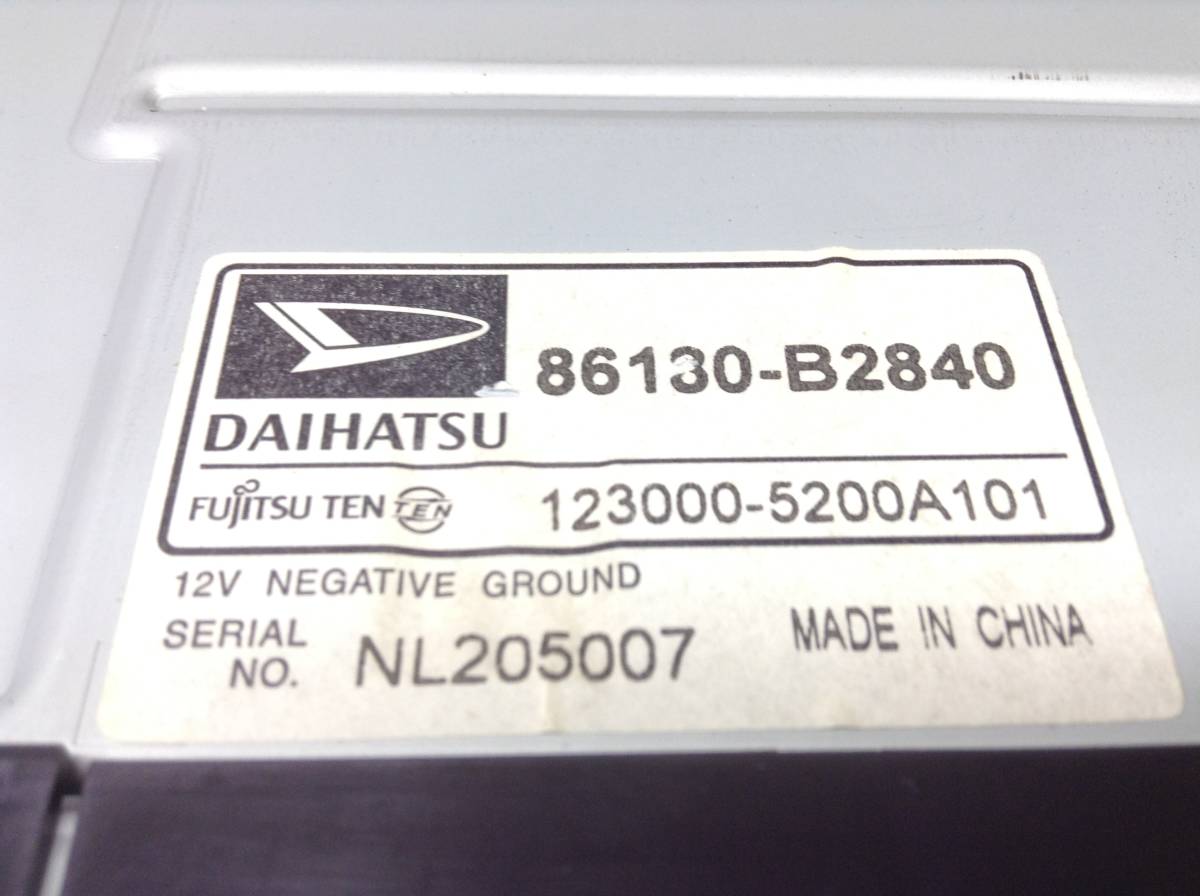 86130-B2840
DAIHATSU
FUJITSU TEN TEN 123000-5200A101
12V NEGATIVE GROUND
SERIAL NO. NL205007
MADE IN CHINA